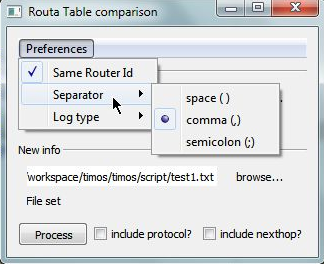 Routa Table comparison
Preferences
Same Router Id
Separator
Log type
space ( )
comma (,)
semicolon (;)
New info
workspace/timos/timos/script/test1.txt
browse...
File set
Process
include protocol?
include nexthop?